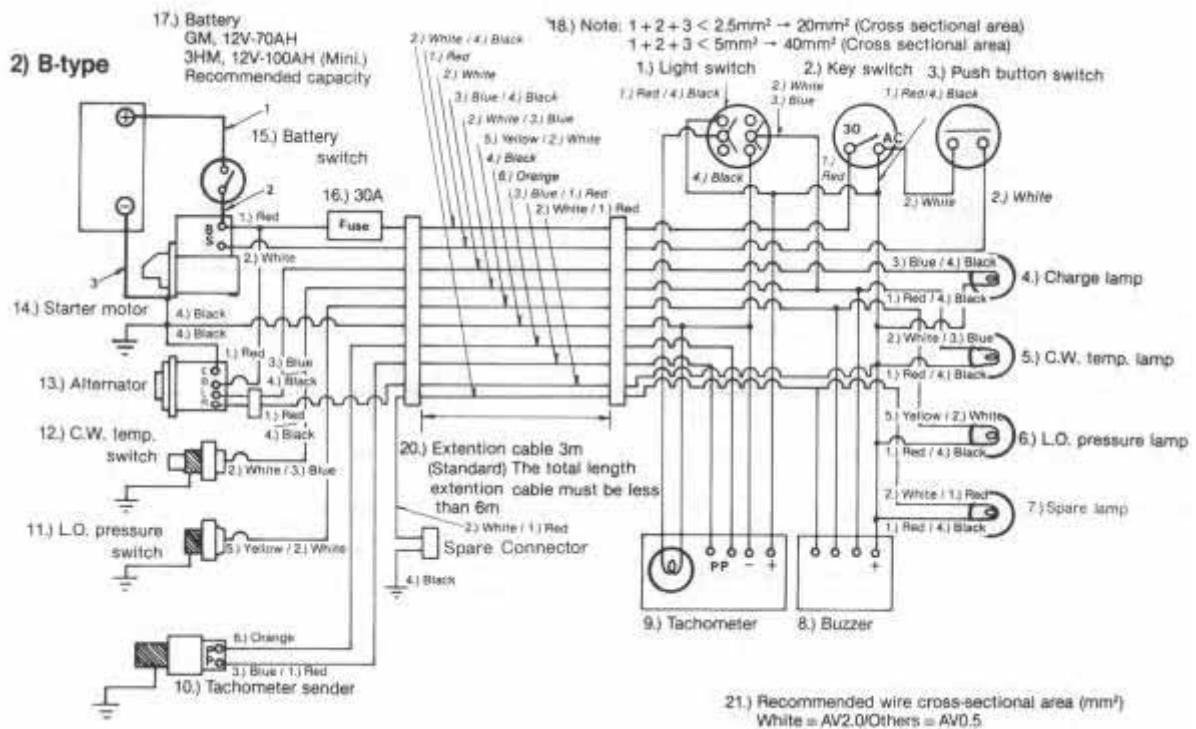 2) B-type
17.) Battery
GM, 12V-70AH
3HM, 12V-100AH (Mini.)
Recommended capacity
18.) Note: 1 + 2 + 3 < 2.5mm² → 20mm² (Cross sectional area)
1 + 2 + 3 < 5mm² → 40mm² (Cross sectional area)
1.) Light switch
2.) Key switch
3.) Push button switch
2.) White / 4.) Black
1.) Red
2.) White
3.) Blue / 4.) Black
2.) White / 3.) Blue
5.) Yellow / 2.) White
4.) Black
6.) Orange
3.) Blue / 1.) Red
2.) White / 1.) Red
1.) Red / 4.) Black
2.) White
3.) Blue
1.) Red/4.) Black
30
AC
4.) Black
1.) Red
2.) White
2.) White
1
15.) Battery switch
2
16.) 30A
Fuse
1.) Red
B
S
2.) White
3
14.) Starter motor
4.) Black
4.) Black
1.) Red
3.) Blue
4.) Black
13.) Alternator
1.) Red
4.) Black
12.) C.W. temp.
switch
2.) White / 3.) Blue
11.) L.O. pressure
switch
5.) Yellow / 2.) White
6.) Orange
P
P
3.) Blue / 1.) Red
10.) Tachometer sender
20.) Extention cable 3m
(Standard) The total length
extention cable must be less
than 6m
2.) White / 1.) Red
Spare Connector
4.) Black
3.) Blue / 4.) Black
4.) Charge lamp
1.) Red / 4.) Black
2.) White / 3.) Blue
5.) C.W. temp. lamp
1.) Red / 4.) Black
5.) Yellow / 2.) White
6.) L.O. pressure lamp
1.) Red / 4.) Black
2.) White / 1.) Red
7.) Spare lamp
1.) Red / 4.) Black
PP - +
9.) Tachometer
+
8.) Buzzer
21.) Recommended wire cross-sectional area (mm²)
White = AV2.0/Others = AV0.5